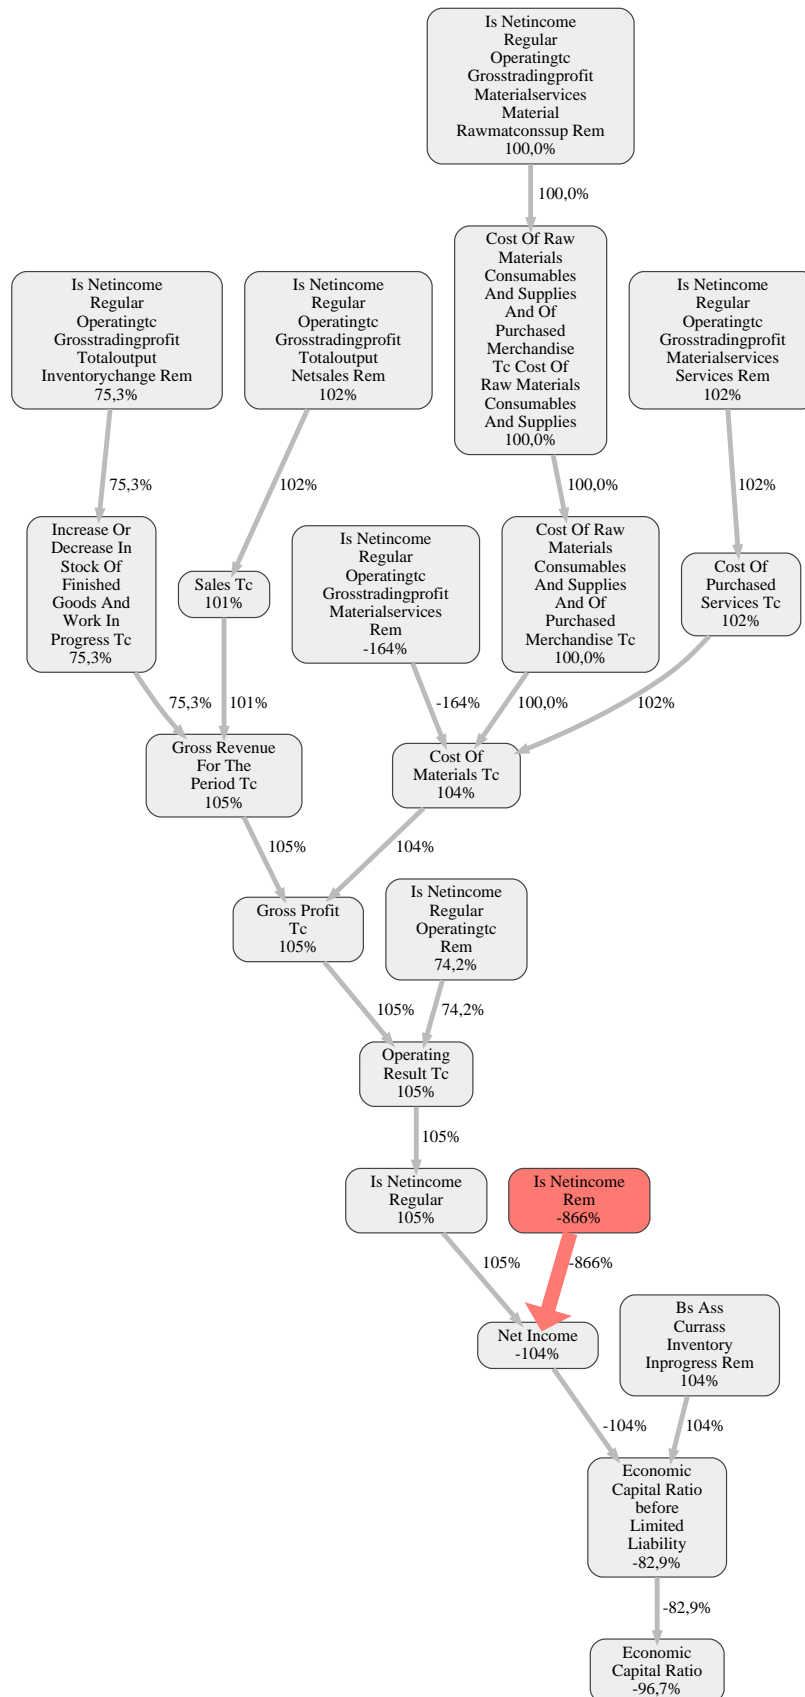 Is Netincome
Regular
Operatingtc
Grosstradingprofit
Materialservices
Material
Rawmatconssup Rem
100,0%
100,0%
Cost Of Raw
Materials
Consumables
And Supplies
And Of
Purchased
Merchandise
Tc Cost Of
Raw Materials
Consumables
And Supplies
100,0%
Is Netincome
Regular
Operatingtc
Grosstradingprofit
Totaloutput
Inventorychange Rem
75,3%
Is Netincome
Regular
Operatingtc
Grosstradingprofit
Totaloutput
Netsales Rem
102%
Is Netincome
Regular
Operatingtc
Grosstradingprofit
Materialservices
Services Rem
102%
75,3%
102%
100,0%
102%
Increase Or
Decrease In
Stock Of
Finished
Goods And
Work In
Progress Tc
75,3%
Sales Tc
101%
Is Netincome
Regular
Operatingtc
Grosstradingprofit
Materialservices
Rem
-164%
Cost Of Raw
Materials
Consumables
And Supplies
And Of
Purchased
Merchandise Tc
100,0%
Cost Of
Purchased
Services Tc
102%
75,3%
101%
-164%
100,0%
102%
Gross Revenue
For The
Period Tc
105%
Cost Of
Materials Tc
104%
105%
104%
Gross Profit
Tc
105%
Is Netincome
Regular
Operatingtc
Rem
74,2%
105%
74,2%
Operating
Result Tc
105%
105%
Is Netincome
Regular
105%
Is Netincome
Rem
-866%
105%
-866%
Net Income
-104%
Bs Ass
Currass
Inventory
Inprogress Rem
104%
-104%
104%
Economic
Capital Ratio
before
Limited
Liability
-82,9%
-82,9%
Economic
Capital Ratio
-96,7%